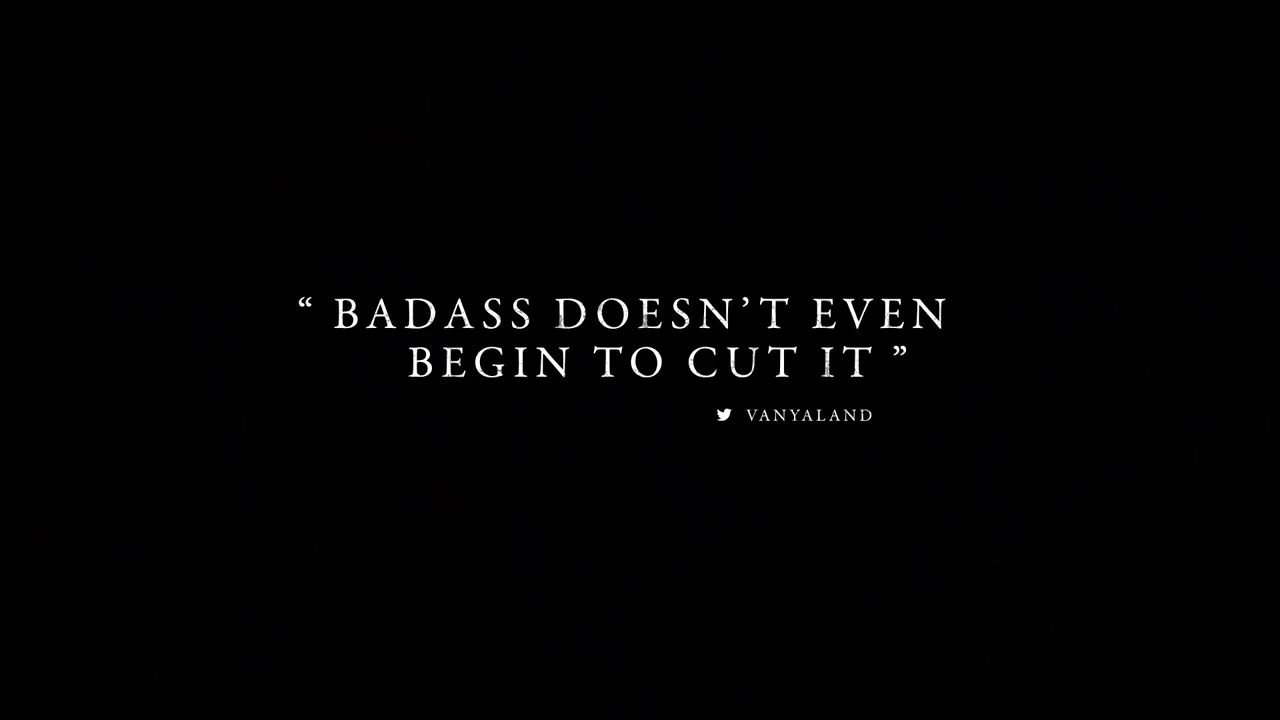 “ BADASS DOESN’T EVEN
BEGIN TO CUT IT ”
VANYALAND